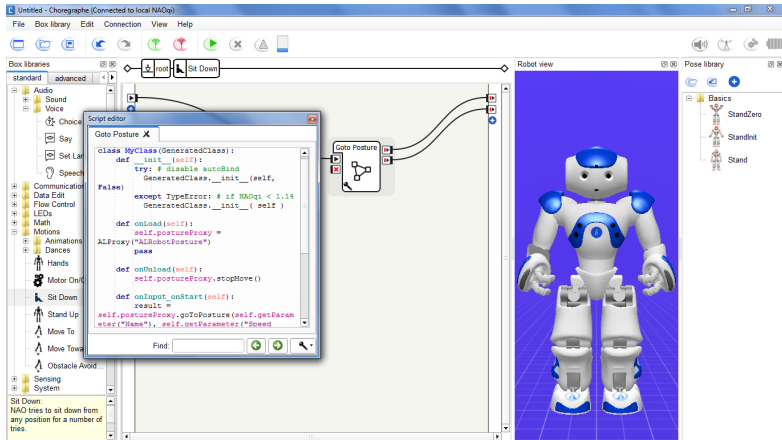 Untitled - Choregraphe (Connected to local NAOqi)
File Edit Box library Connection View Help
Box libraries
standard advanced
Audio
Sound
Voice
Choice
Say
Set Lan
Speech
Communication
Data Edit
Flow Control
LEDs
Math
Motions
Animations
Dances
Hands
Motor On/O
Sit Down
Stand Up
Move To
Move Towa
Obstacle Avoid...
Sensing
System
Sit Down:
NAO tries to sit down from
any position for a number of
tries.
root Sit Down
Script editor
Goto Posture
class MyClass(GeneratedClass):
def __init__(self):
try: # disable autoBind
GeneratedClass.__init__(self,
False)
except TypeError: # if NAOqi < 1.14
GeneratedClass.__init__( self )
def onLoad(self):
self.postureProxy =
ALProxy("ALRobotPosture")
pass
def onUnload(self):
self.postureProxy.stopMove()
def onInput_onStart(self):
result =
self.postureProxy.goToPosture(self.getParam
eter("Name"), self.getParameter("Speed
Find:
Goto Posture
Robot view
Pose library
Basics
StandZero
StandInit
Stand